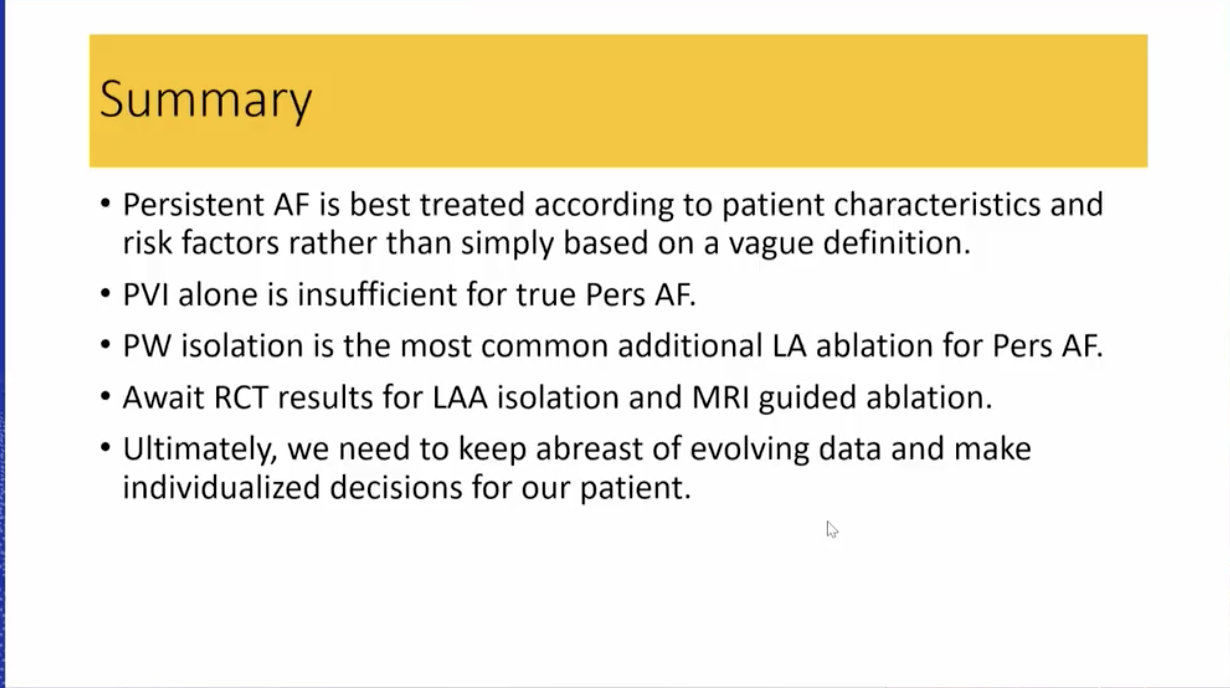 Summary
• Persistent AF is best treated according to patient characteristics and
risk factors rather than simply based on a vague definition.
• PVI alone is insufficient for true Pers AF.
• PW isolation is the most common additional LA ablation for Pers AF.
• Await RCT results for LAA isolation and MRI guided ablation.
• Ultimately, we need to keep abreast of evolving data and make
individualized decisions for our patient.